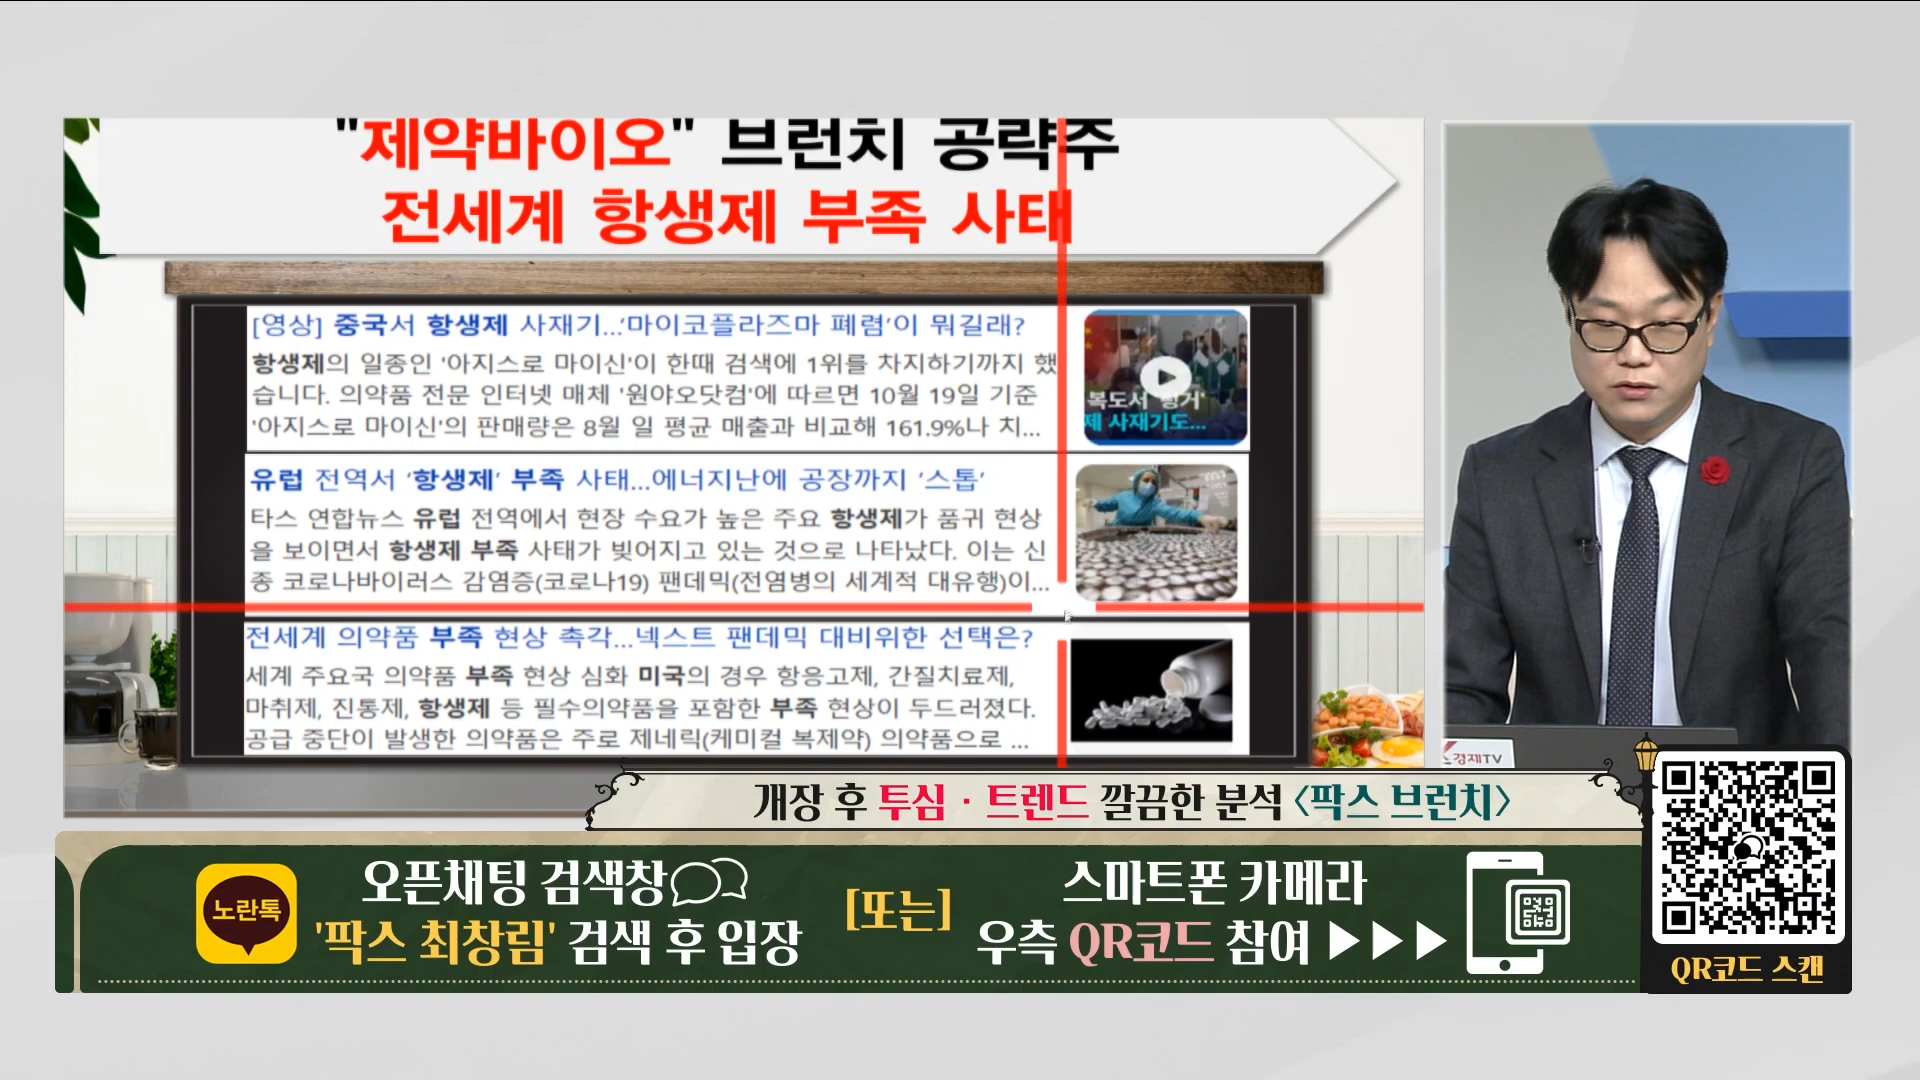 "제약바이오" 브런치 공략주
전세계 항생제 부족 사태
[영상] 중국서 항생제 사재기...'마이코플라즈마 폐렴'이 뭐길래?
항생제의 일종인 '아지스로 마이신'이 한때 검색에 1위를 차지하기까지 했
습니다. 의약품 전문 인터넷 매체 '원야오닷컴'에 따르면 10월 19일 기준
'아지스로 마이신'의 판매량은 8월 일 평균 매출과 비교해 161.9%나 치...
복도서 링거'
제 사재기도...
유럽 전역서 '항생제' 부족 사태...에너지난에 공장까지 '스톱'
타스 연합뉴스 유럽 전역에서 현장 수요가 높은 주요 항생제가 품귀 현상
을 보이면서 항생제 부족 사태가 빚어지고 있는 것으로 나타났다. 이는 신
종 코로나바이러스 감염증(코로나19) 팬데믹(전염병의 세계적 대유행)이...
전세계 의약품 부족 현상 촉각...넥스트 팬데믹 대비위한 선택은?
세계 주요국 의약품 부족 현상 심화 미국의 경우 항응고제, 간질치료제,
마취제, 진통제, 항생제 등 필수의약품을 포함한 부족 현상이 두드러졌다.
공급 중단이 발생한 의약품은 주로 제네릭(케미컬 복제약) 의약품으로 ...
경제TV
개장 후 투심·트렌드 깔끔한 분석 〈팍스 브런치〉
노란톡
오픈채팅 검색창
'팍스 최창림' 검색 후 입장
[또는]
스마트폰 카메라
우측 QR코드 참여 ▶▶▶
QR코드 스캔